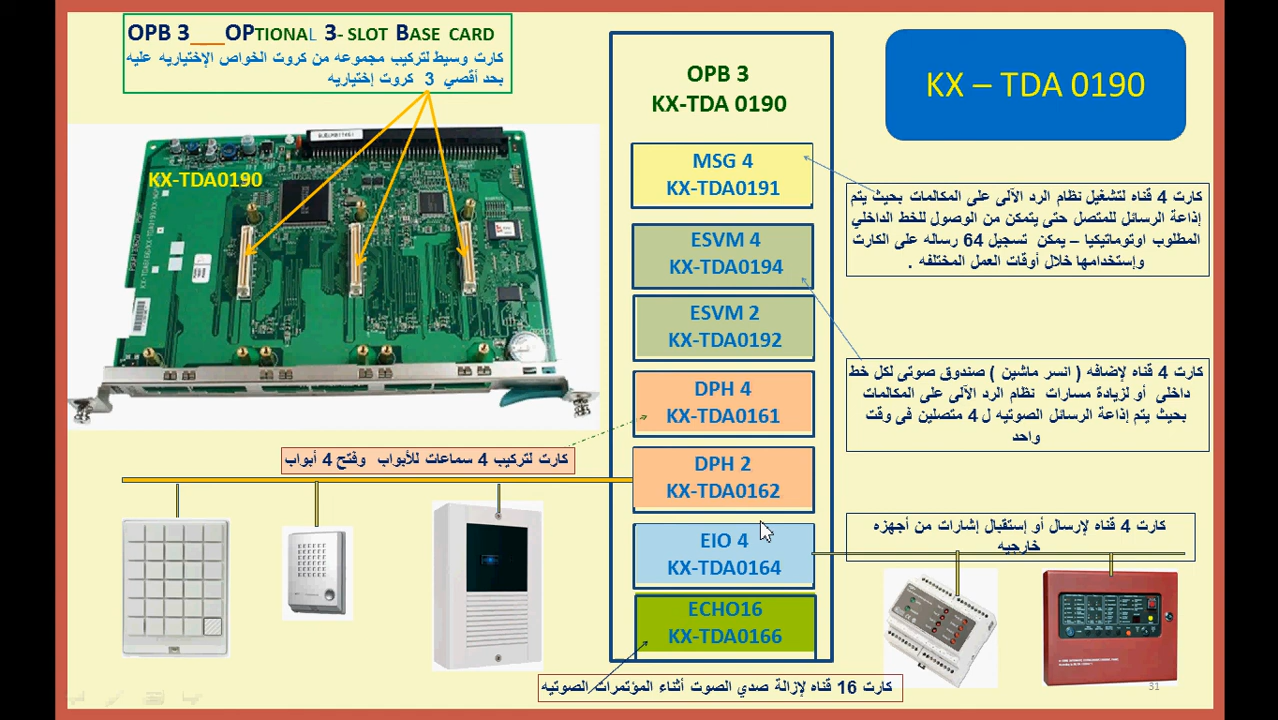 OPB 3___OPTIONAL 3- SLOT BASE CARD
كارت وسيط لتركيب مجموعه من كروت الخواص الإختياريه عليه
بحد أقصي 3 كروت إختياريه
KX-TDA0190
OPB 3
KX-TDA 0190
MSG 4
KX-TDA0191
ESVM 4
KX-TDA0194
ESVM 2
KX-TDA0192
DPH 4
KX-TDA0161
DPH 2
KX-TDA0162
EIO 4
KX-TDA0164
ECHO16
KX-TDA0166
KX – TDA 0190
كارت 4 قناه لتشغيل نظام الرد الآلى على المكالمات بحيث يتم
إذاعة الرسائل للمتصل حتى يتمكن من الوصول للخط الداخلي
المطلوب اوتوماتيكيا – يمكن تسجيل 64 رساله على الكارت
وإستخدامها خلال أوقات العمل المختلفه .
كارت 4 قناه لإضافه ( انسر ماشين ) صندوق صوتى لكل خط
داخلى أو لزيادة مسارات نظام الرد الآلى على المكالمات
بحيث يتم إذاعة الرسائل الصوتيه ل 4 متصلين فى وقت
واحد
كارت لتركيب 4 سماعات للأبواب وفتح 4 أبواب
كارت 4 قناه لإرسال أو إستقبال إشارات من أجهزه
خارجيه
كارت 16 قناه لإزالة صدي الصوت أثناء المؤتمرات الصوتيه
31